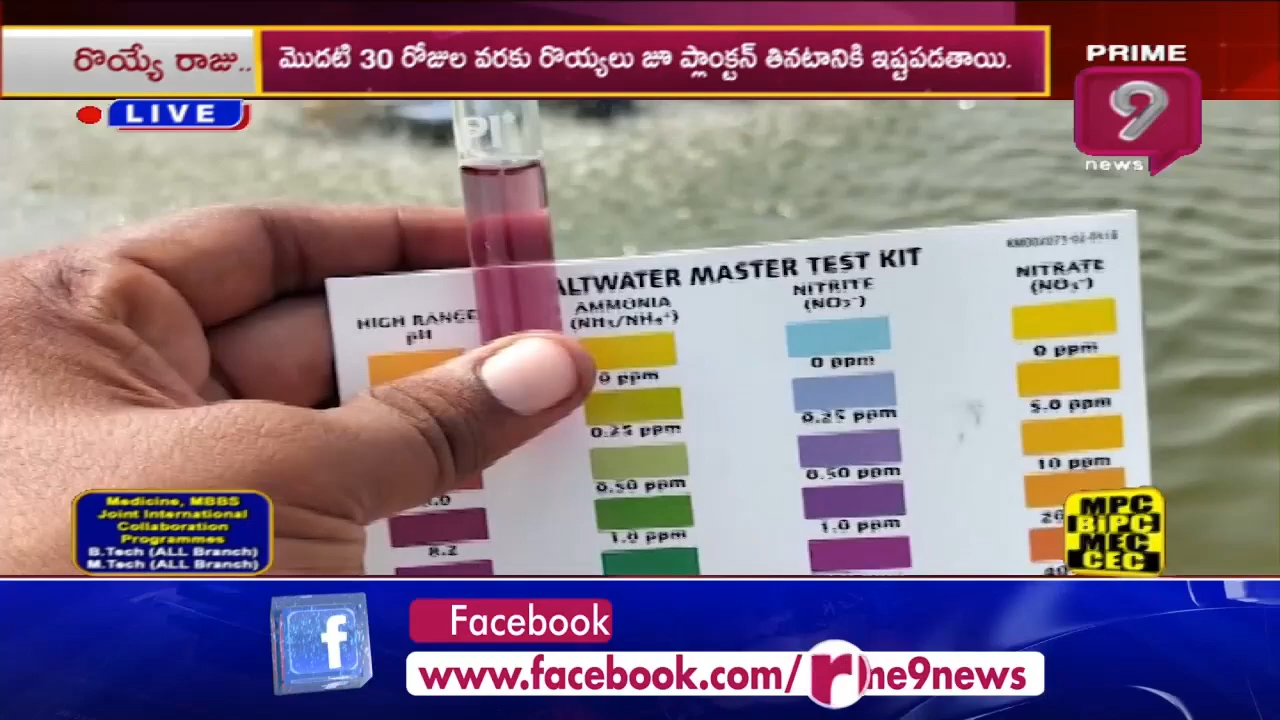 రొయ్యే రాజు..
మొదటి 30 రోజుల వరకు రొయ్యలు జూ ప్లాంక్టన్ తినటానికి ఇష్టపడతాయి.
PRIME
9
news
LIVE
ALTWATER MASTER TEST KIT
HIGH RANGE
pH
8.2
AMMONIA
(NH₃/NH₄⁺)
0 ppm
0.25 ppm
0.50 ppm
1.0 ppm
NITRITE
(NO₂⁻)
0 ppm
0.25 ppm
0.50 ppm
1.0 ppm
NITRATE
(NO₃⁻)
0 ppm
5.0 ppm
10 ppm
Medicine, MBBS
Joint International
Collaboration
Programmes
B.Tech (ALL Branch)
M.Tech (ALL Branch)
MPC
BIPC
MEC
CEC
Facebook
www.facebook.com/
ne9news